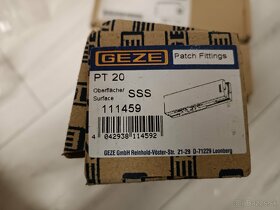 GEZE
Patch Fittings
PT 20
Oberfläche/
Surface
SSS
111459
4 042938 114592
GEZE GmbH Reinhold-Vöster-Str. 21-29 D-71229 Leonberg